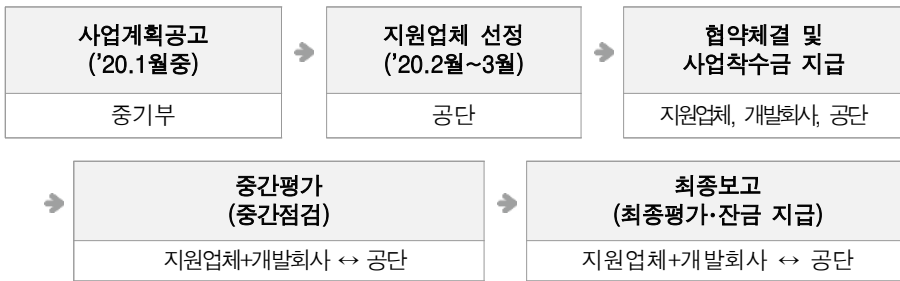 사업계획공고
(’20.1월중)
중기부
지원업체 선정
(’20.2월~3월)
공단
협약체결 및
사업착수금 지급
지원업체, 개발회사, 공단
중간평가
(중간점검)
지원업체+개발회사 ↔ 공단
최종보고
(최종평가·잔금 지급)
지원업체+개발회사 ↔ 공단